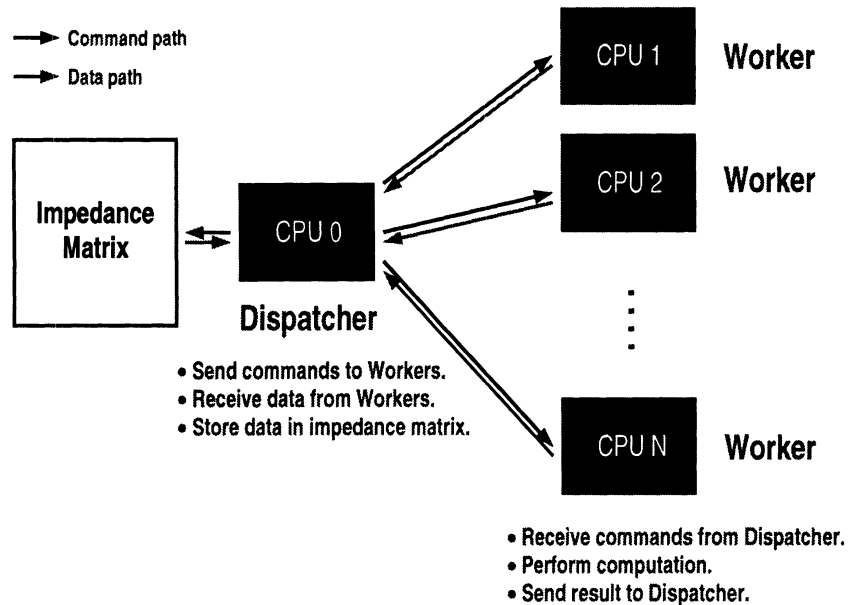 Command path
Data path
CPU 1
Worker
CPU 2
Worker
Impedance
Matrix
CPU 0
Dispatcher
• Send commands to Workers.
• Receive data from Workers.
• Store data in impedance matrix.
CPU N
Worker
• Receive commands from Dispatcher.
• Perform computation.
• Send result to Dispatcher.